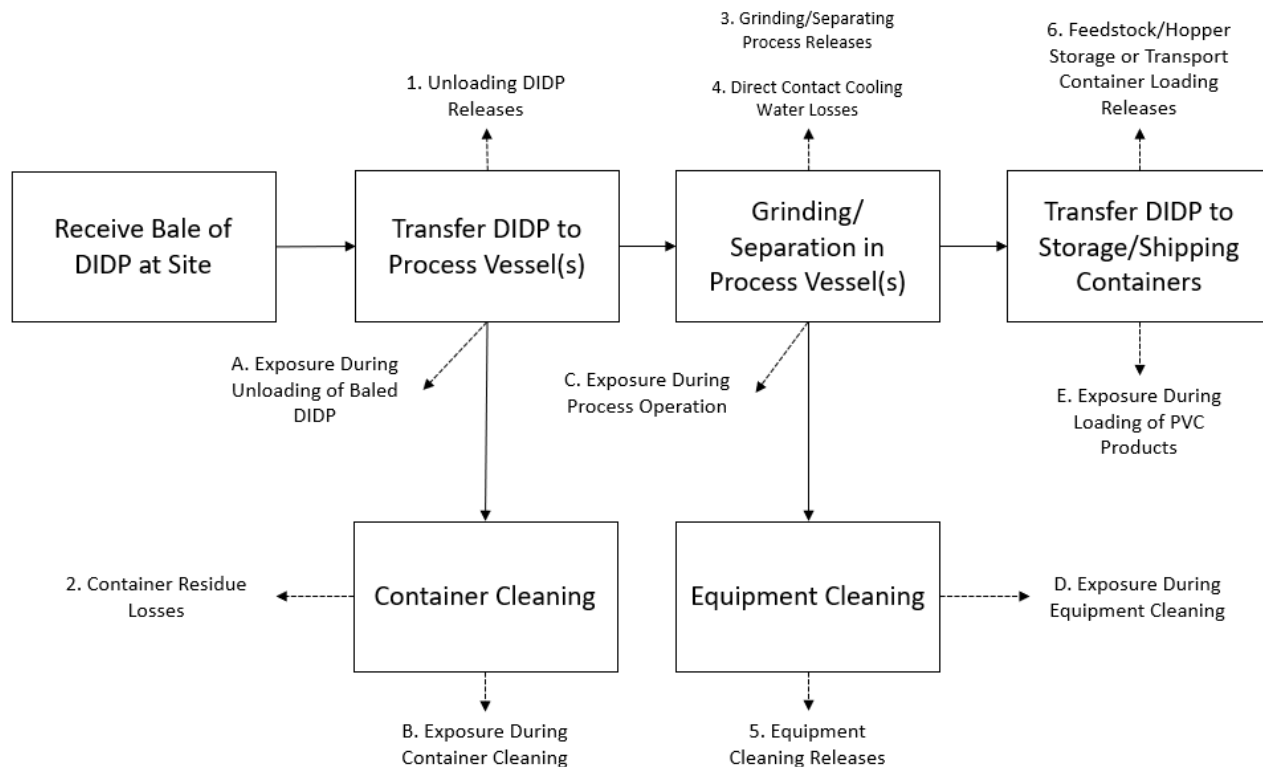 3. Grinding/Separating
Process Releases
6. Feedstock/Hopper
Storage or Transport
Container Loading
Releases
1. Unloading DIDP
Releases
4. Direct Contact Cooling
Water Losses
Receive Bale of
DIDP at Site
Transfer DIDP to
Process Vessel(s)
Grinding/
Separation in
Process Vessel(s)
Transfer DIDP to
Storage/Shipping
Containers
A. Exposure During
Unloading of Baled
DIDP
C. Exposure During
Process Operation
E. Exposure During
Loading of PVC
Products
2. Container Residue
Losses
Container Cleaning
Equipment Cleaning
D. Exposure During
Equipment Cleaning
B. Exposure During
Container Cleaning
5. Equipment
Cleaning Releases